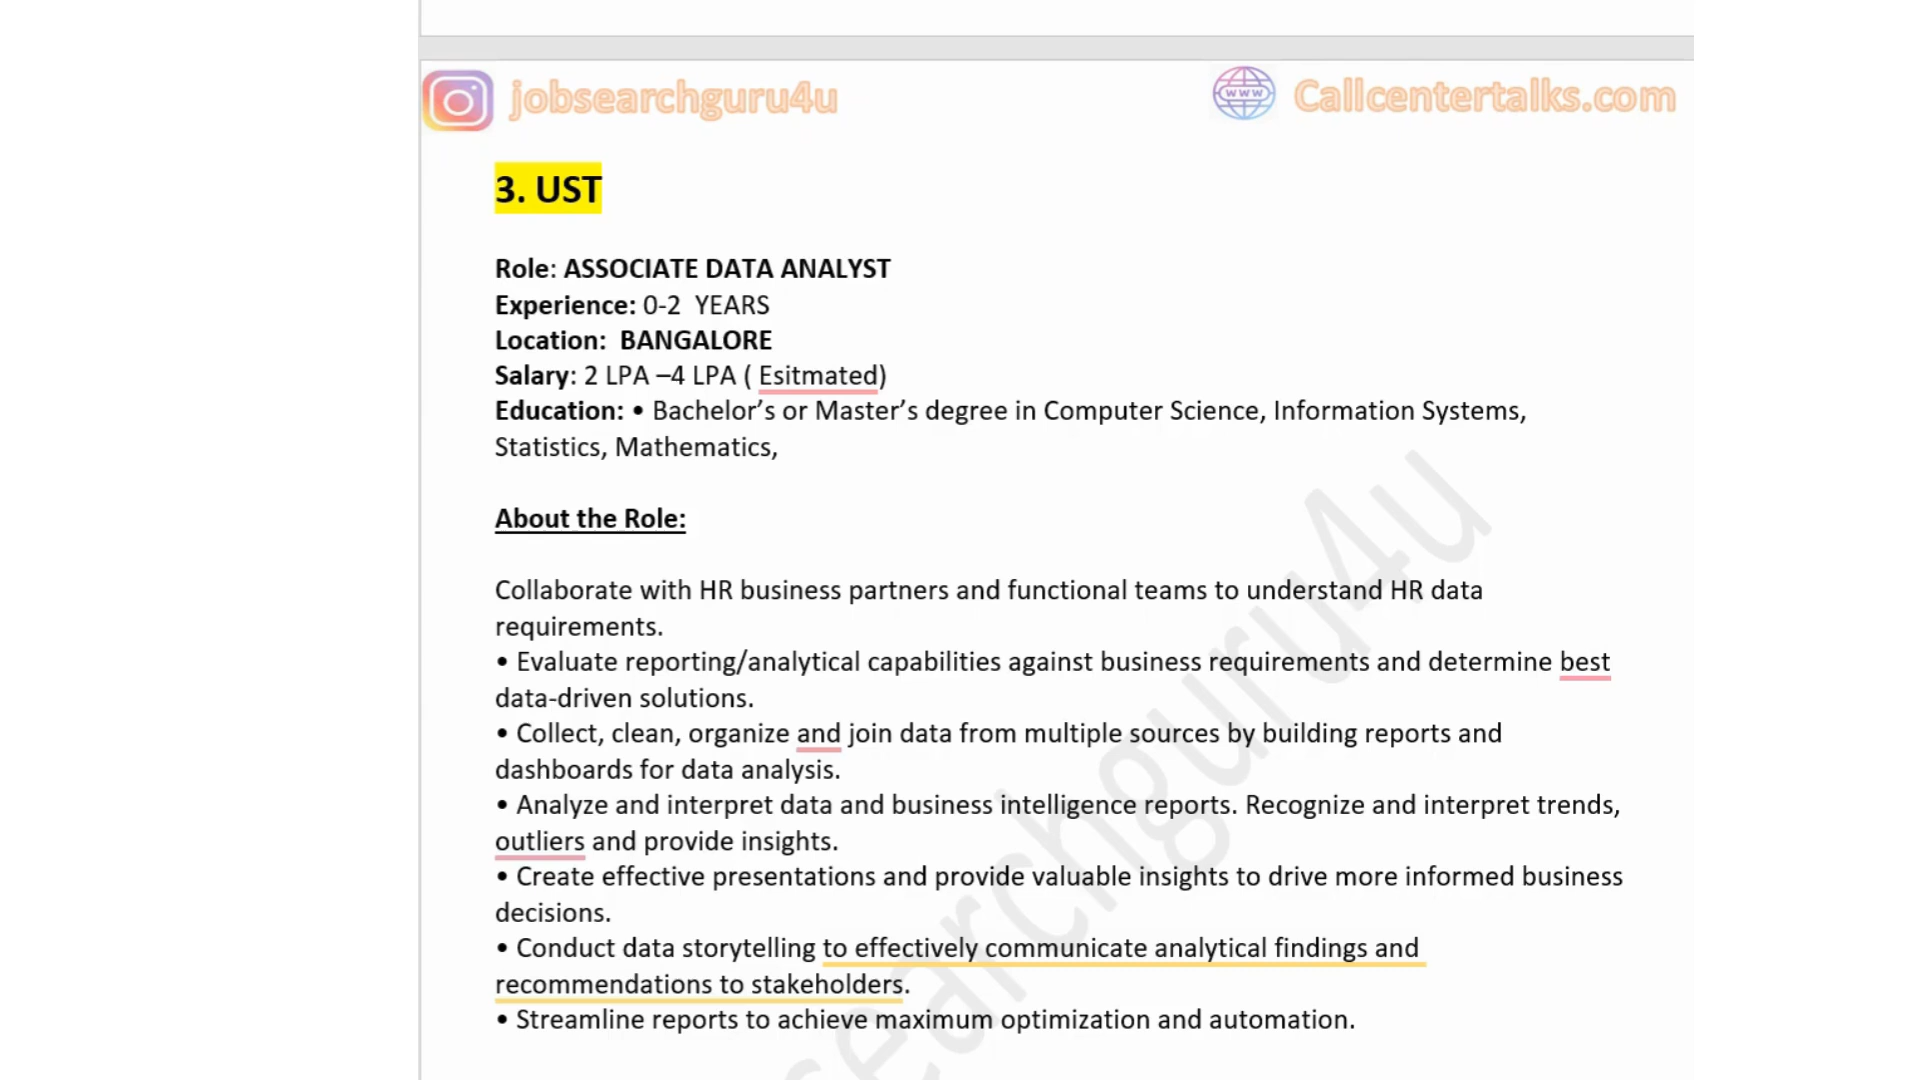 jobsearchguru4u
www Callcentertalks.com
3. UST
Role: ASSOCIATE DATA ANALYST
Experience: 0-2  YEARS
Location:  BANGALORE
Salary: 2 LPA –4 LPA ( Esitmated)
Education: • Bachelor’s or Master’s degree in Computer Science, Information Systems,
Statistics, Mathematics,
About the Role:
Collaborate with HR business partners and functional teams to understand HR data
requirements.
• Evaluate reporting/analytical capabilities against business requirements and determine best
data-driven solutions.
• Collect, clean, organize and join data from multiple sources by building reports and
dashboards for data analysis.
• Analyze and interpret data and business intelligence reports. Recognize and interpret trends,
outliers and provide insights.
• Create effective presentations and provide valuable insights to drive more informed business
decisions.
• Conduct data storytelling to effectively communicate analytical findings and
recommendations to stakeholders.
• Streamline reports to achieve maximum optimization and automation.
searchguru4u